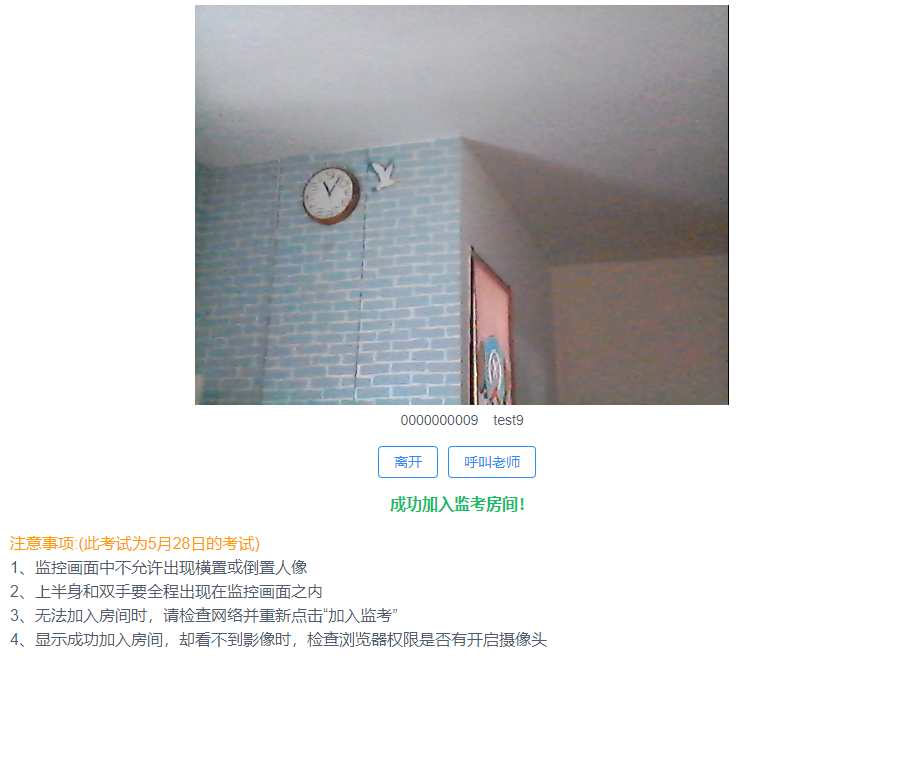 0000000009 test9
离开 呼叫老师
成功加入监考房间!
注意事项:(此考试为5月28日的考试)
1、监控画面中不允许出现横置或倒置人像
2、上半身和双手要全程出现在监控画面之内
3、无法加入房间时，请检查网络并重新点击“加入监考”
4、显示成功加入房间，却看不到影像时，检查浏览器权限是否有开启摄像头